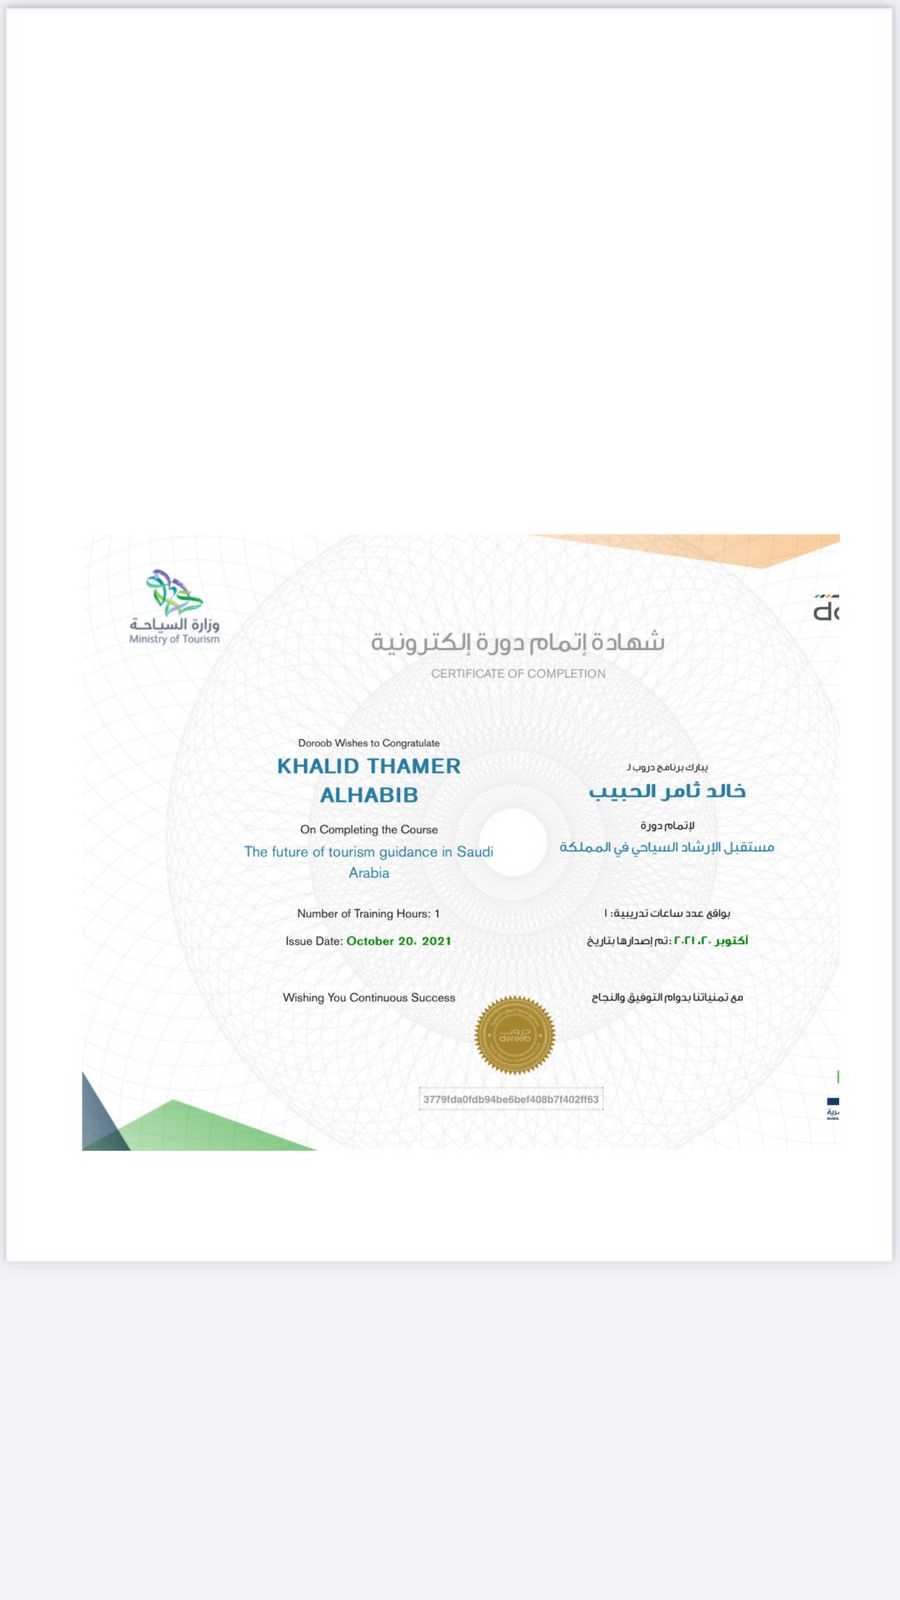 وزارة السياحة
Ministry of Tourism
شهادة إتمام دورة إلكترونية
CERTIFICATE OF COMPLETION
Doroob Wishes to Congratulate
KHALID THAMER
ALHABIB
On Completing the Course
The future of tourism guidance in Saudi
Arabia
Number of Training Hours: 1
Issue Date: October 20, 2021
Wishing You Continuous Success
يبارك برنامج دروب لـ
خالد ثامر الحبيب
لإتمام دورة
مستقبل الإرشاد السياحي في المملكة
بواقع عدد ساعات تدريبية: ١
تم إصدارها بتاريخ: أكتوبر ٢٠، ٢٠٢١
مع تمنياتنا بدوام التوفيق والنجاح
دروب
doroob
3779fda0fdb94be6bef408b7f402ff63